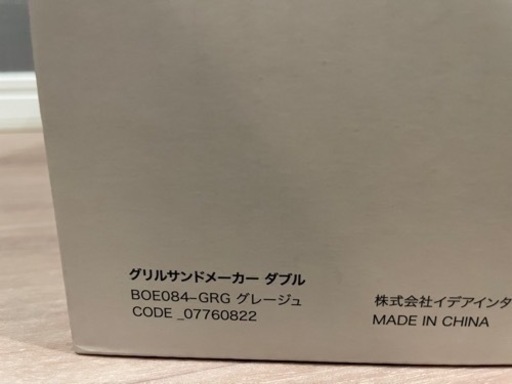 グリルサンドメーカー ダブル
BOE084-GRG グレージュ
CODE _07760822
株式会社イデアインタ
MADE IN CHINA